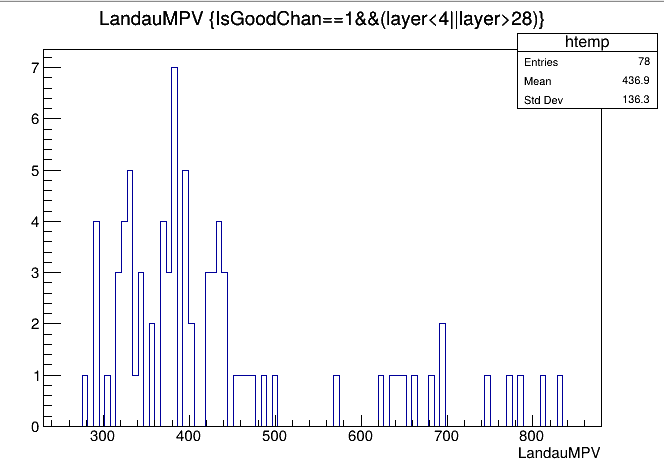 LandauMPV {IsGoodChan==1&&(layer<4||layer>28)}
htemp
Entries 78
Mean 436.9
Std Dev 136.3
7
6
5
4
3
2
1
0
300 400 500 600 700 800
LandauMPV